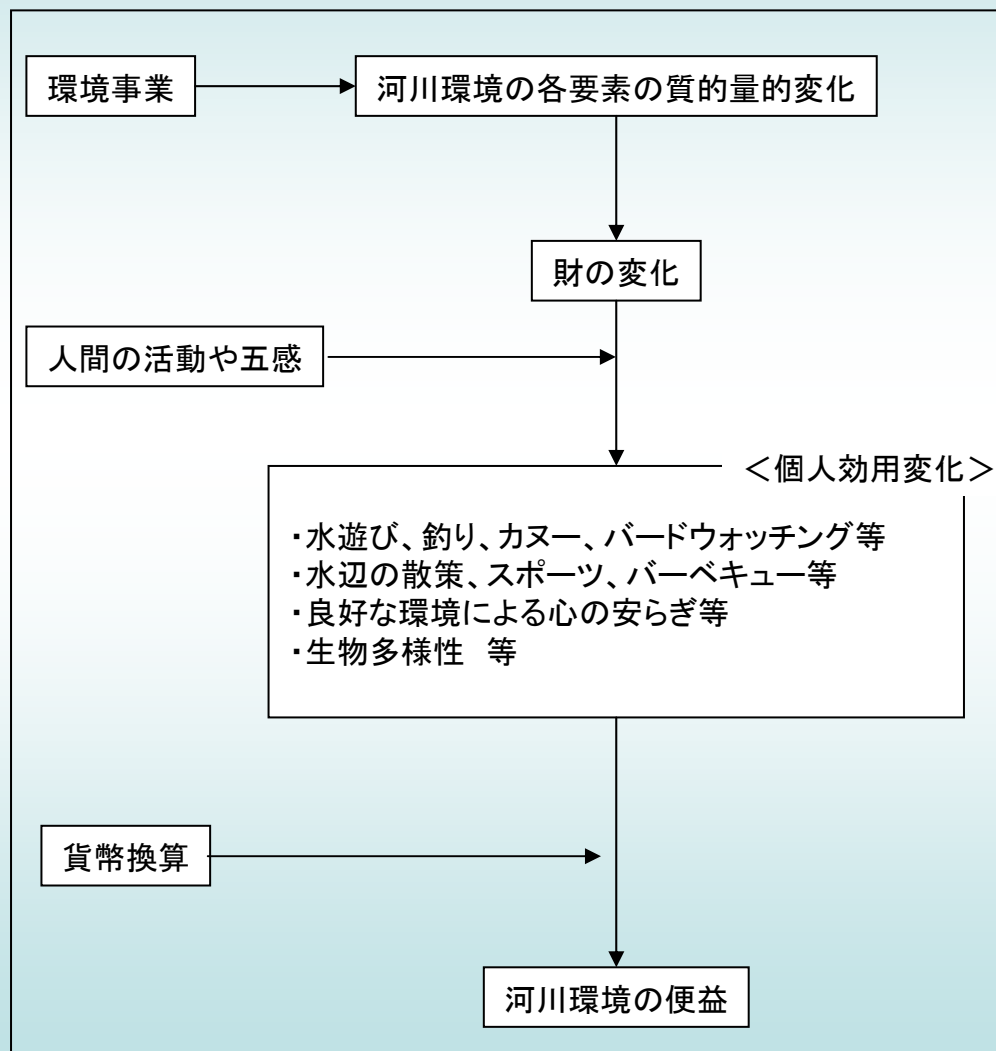 環境事業
河川環境の各要素の質的量的変化
財の変化
人間の活動や五感
＜個人効用変化＞
・水遊び、釣り、カヌー、バードウォッチング等
・水辺の散策、スポーツ、バーベキュー等
・良好な環境による心の安らぎ等
・生物多様性　等
貨幣換算
河川環境の便益